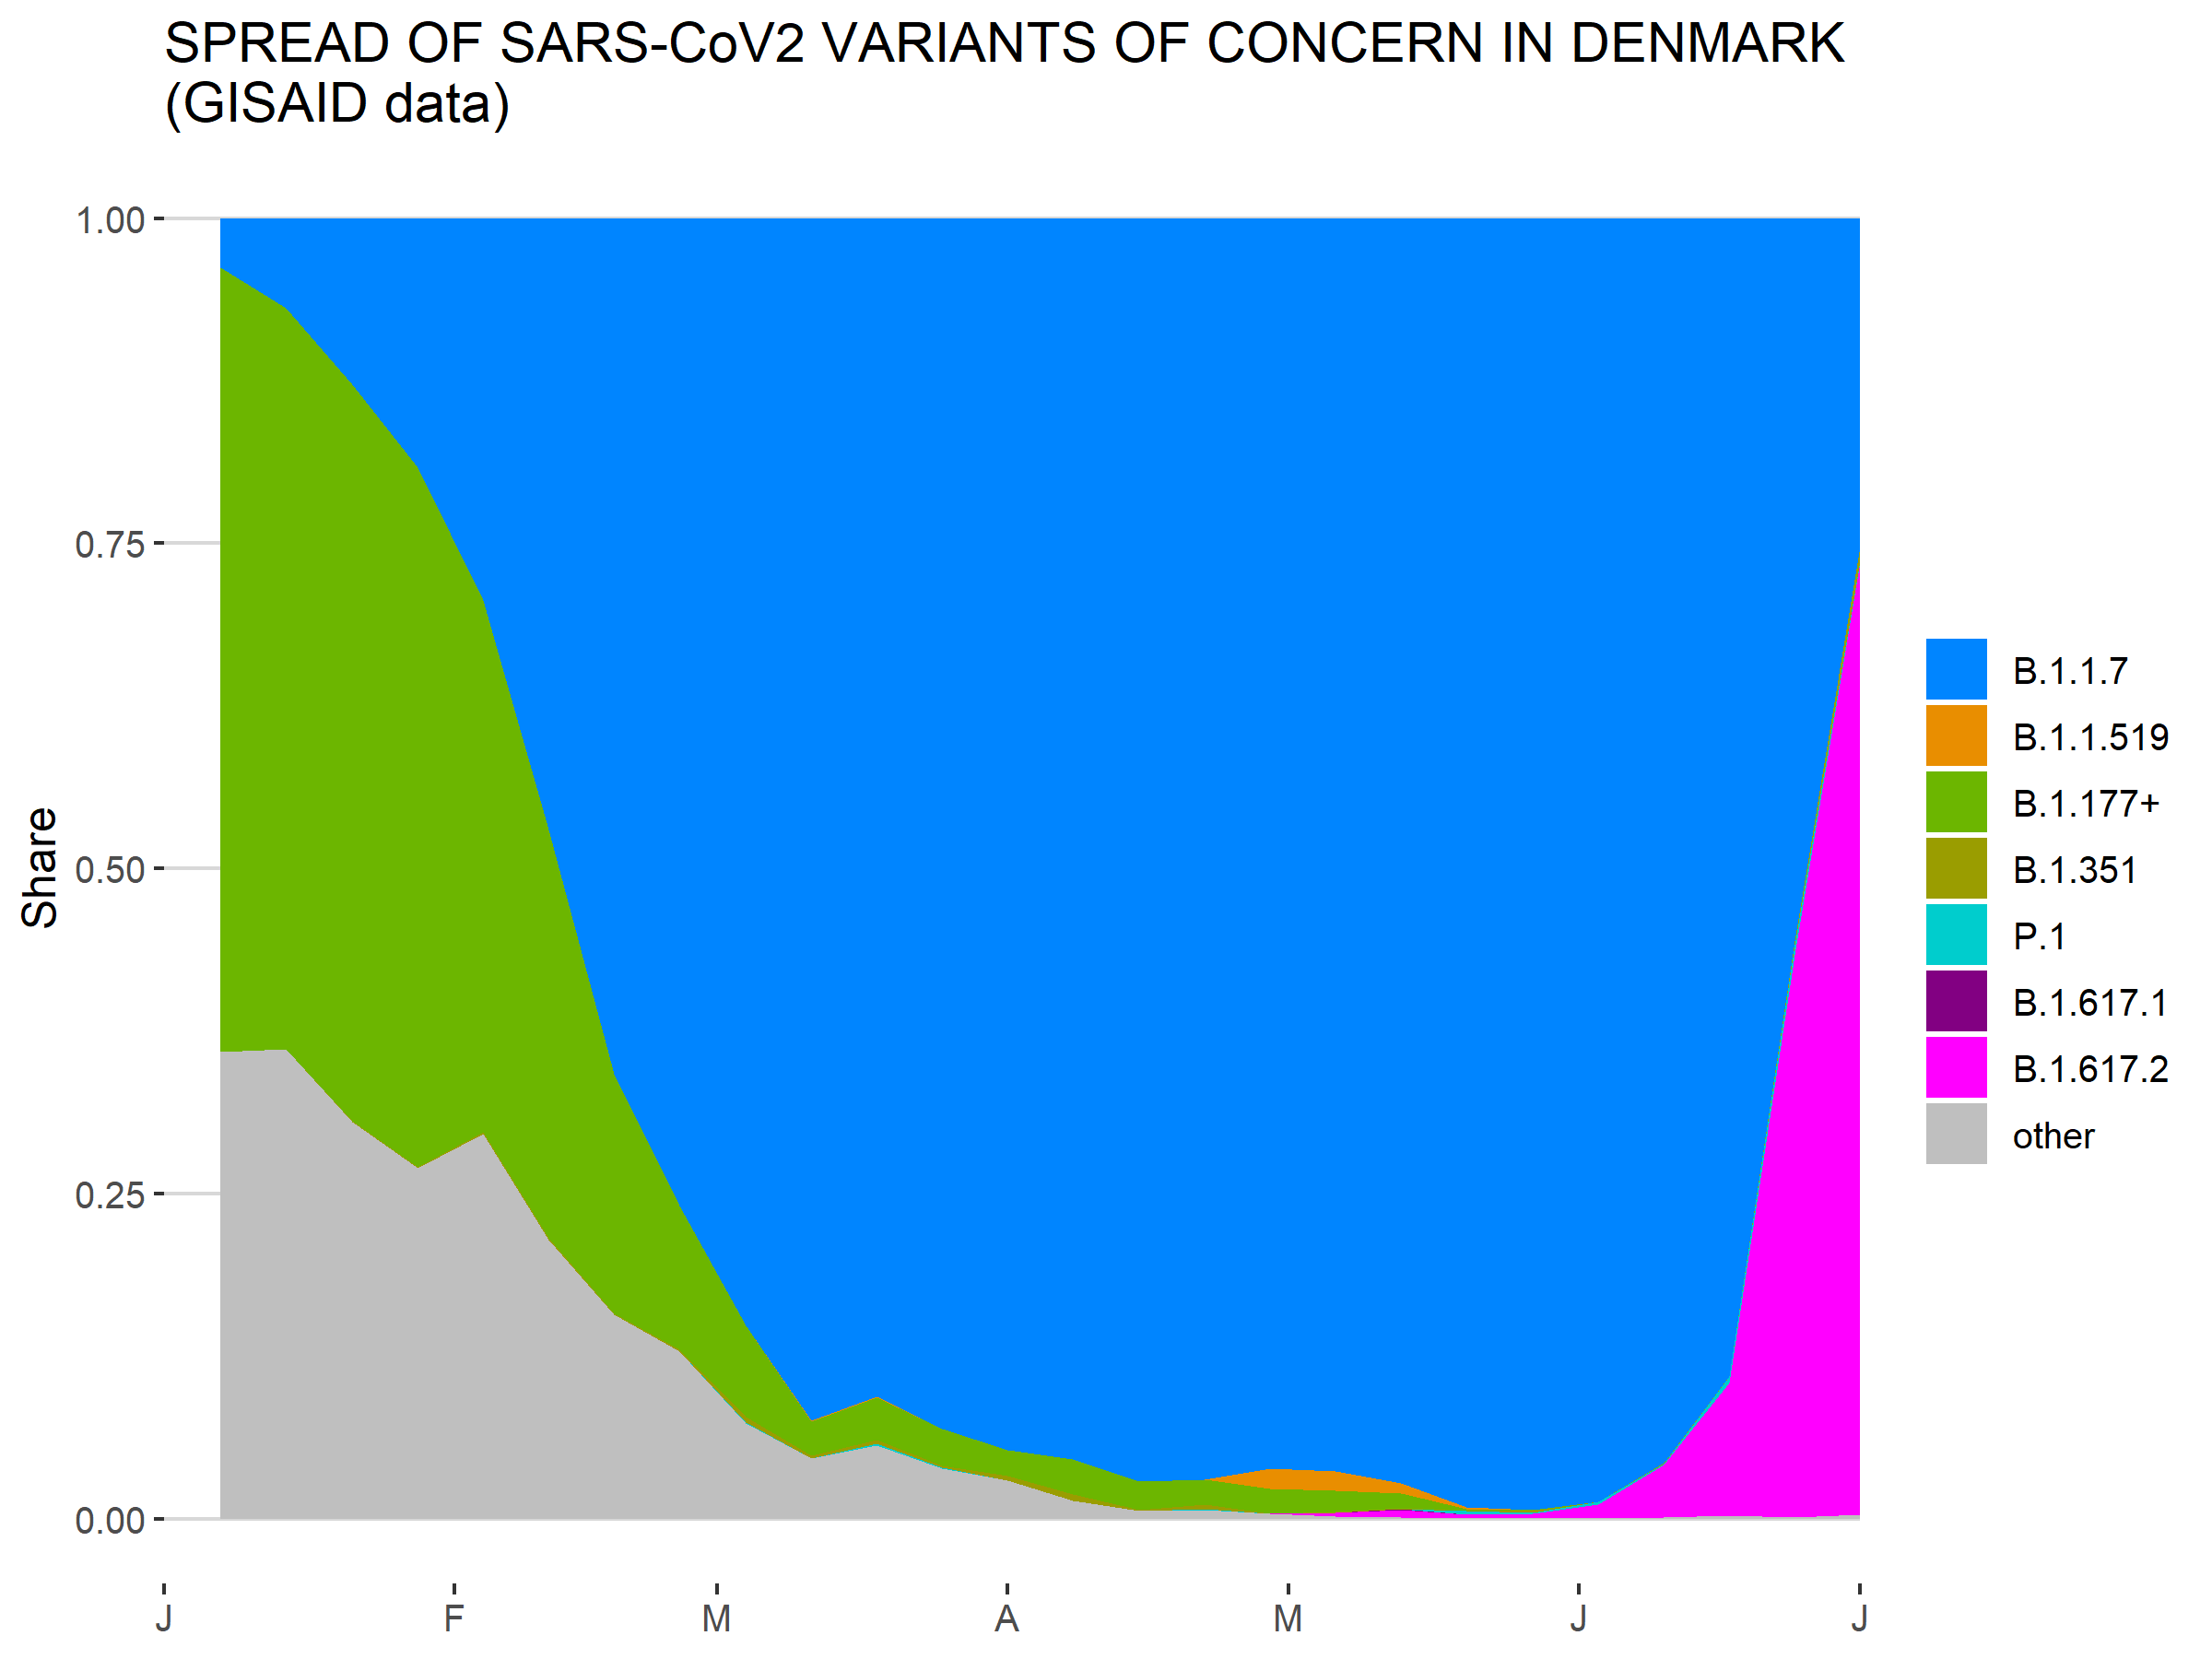 SPREAD OF SARS-CoV2 VARIANTS OF CONCERN IN DENMARK
(GISAID data)
1.00
0.75
0.50
0.25
0.00
Share
J F M A M J J
B.1.1.7
B.1.1.519
B.1.177+
B.1.351
P.1
B.1.617.1
B.1.617.2
other